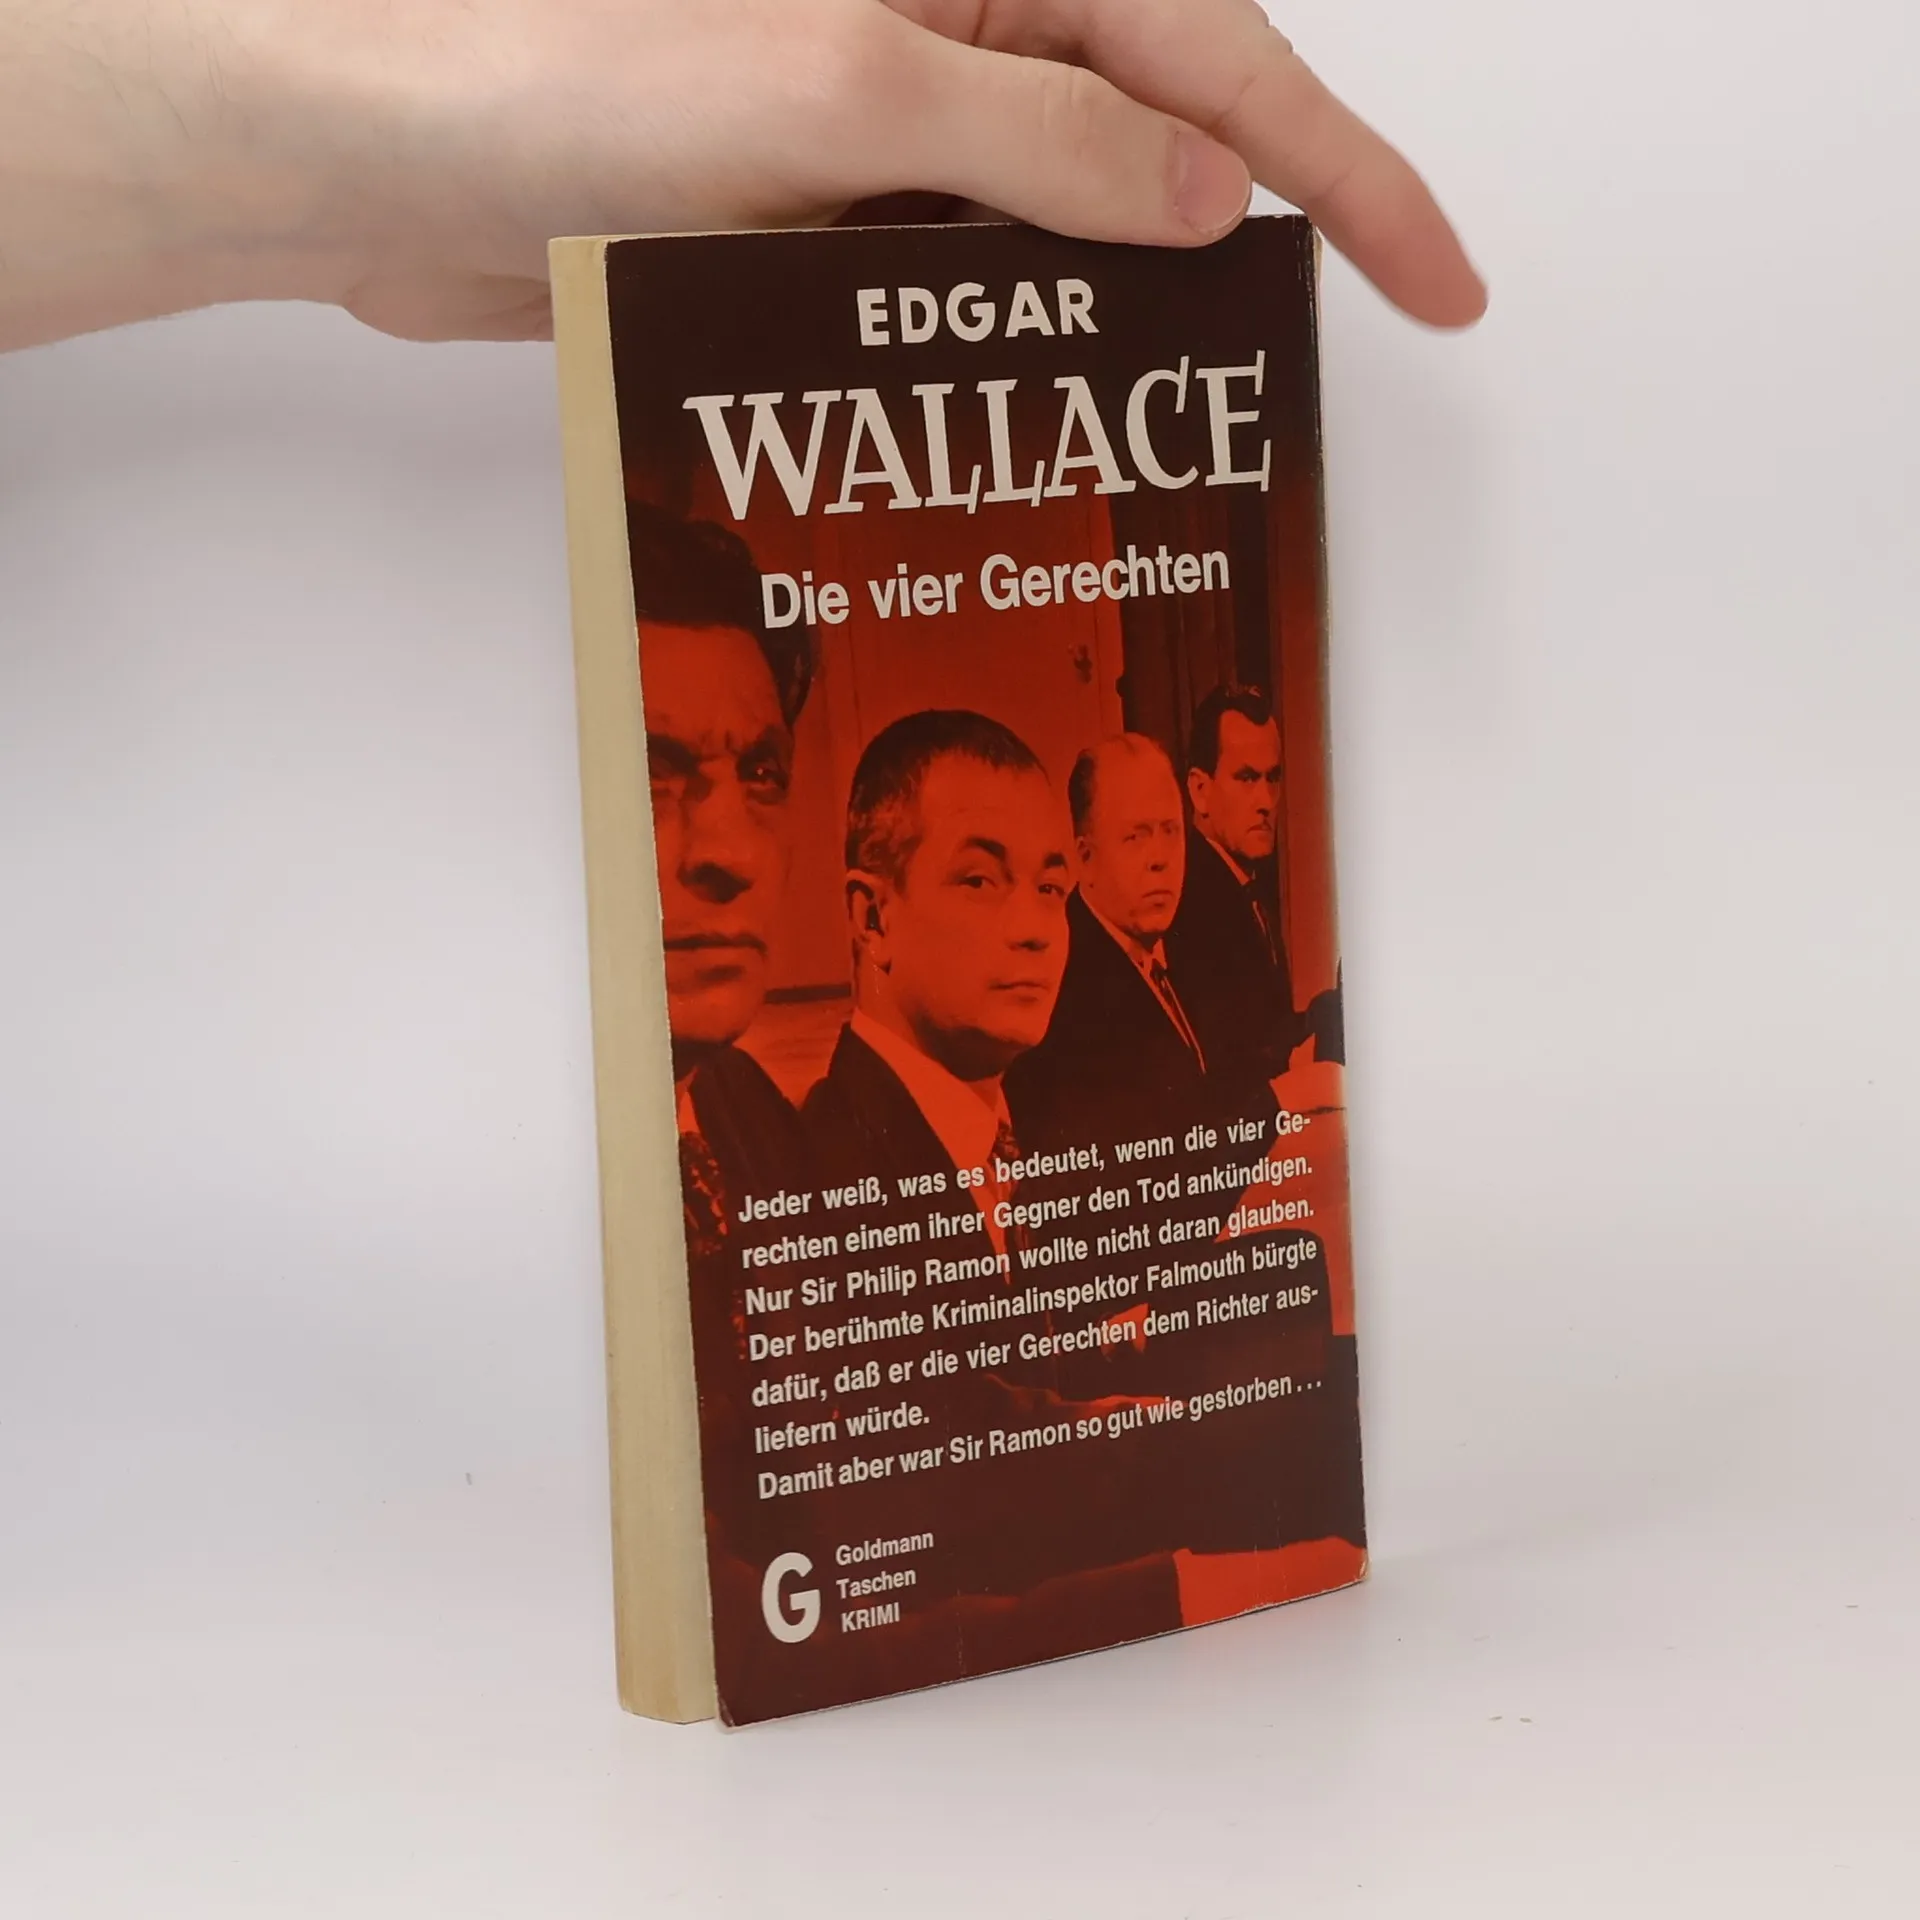 EDGAR
WALLACE
Die vier Gerechten
Jeder weiß, was es bedeutet, wenn die vier Ge-
rechten einem ihrer Gegner den Tod ankündigen.
Nur Sir Philip Ramon wollte nicht daran glauben.
Der berühmte Kriminalinspektor Falmouth bürgte
dafür, daß er die vier Gerechten dem Richter aus-
liefern würde.
Damit aber war Sir Ramon so gut wie gestorben...
G
Goldmann
Taschen
KRIMI